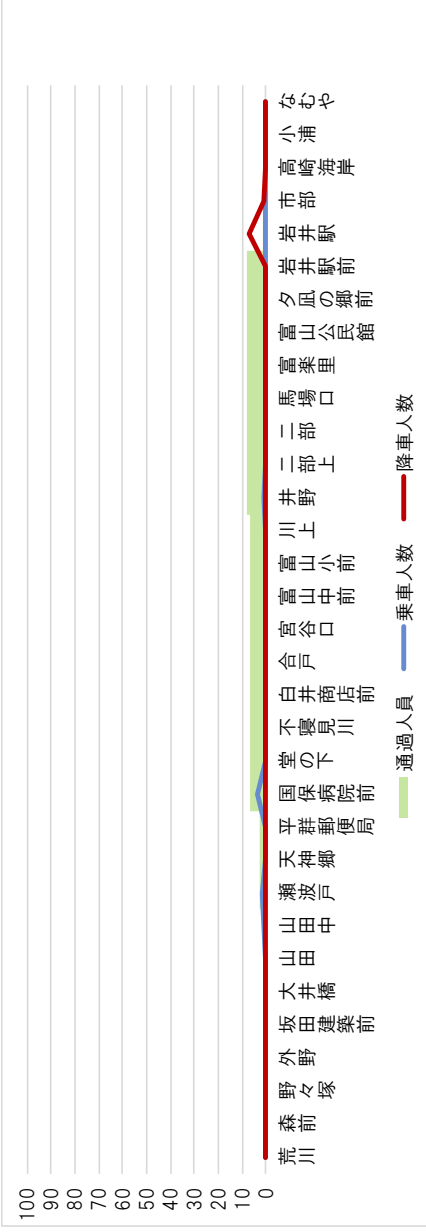 100
90
80
70
60
50
40
30
20
10
0
荒川
森前
野々塚
外野
坂田建築前
大井橋
山田
山田中
瀬波戸
天神郷
平群郵便局
国保病院前
堂の下
不寝見川
白井商店前
合戸
宮谷口
富山中前
富山小前
川上
井野
二部上
二部
馬場口
富楽里
富山公民館
夕凪の郷前
岩井駅前
岩井駅
市部
高崎海岸
小浦
なむや
通過人員
乗車人数
降車人数